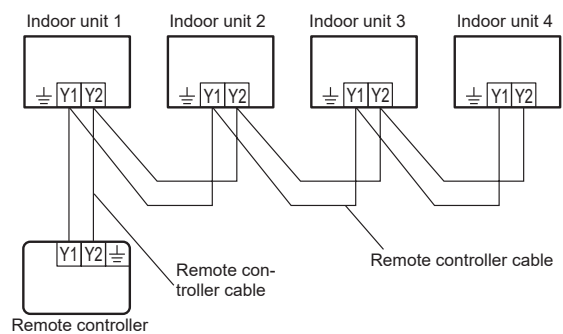 Indoor unit 1
Indoor unit 2
Indoor unit 3
Indoor unit 4
Y1 Y2
Y1 Y2
Y1 Y2
Y1 Y2
Y1 Y2
Remote con-
troller cable
Remote controller cable
Remote controller